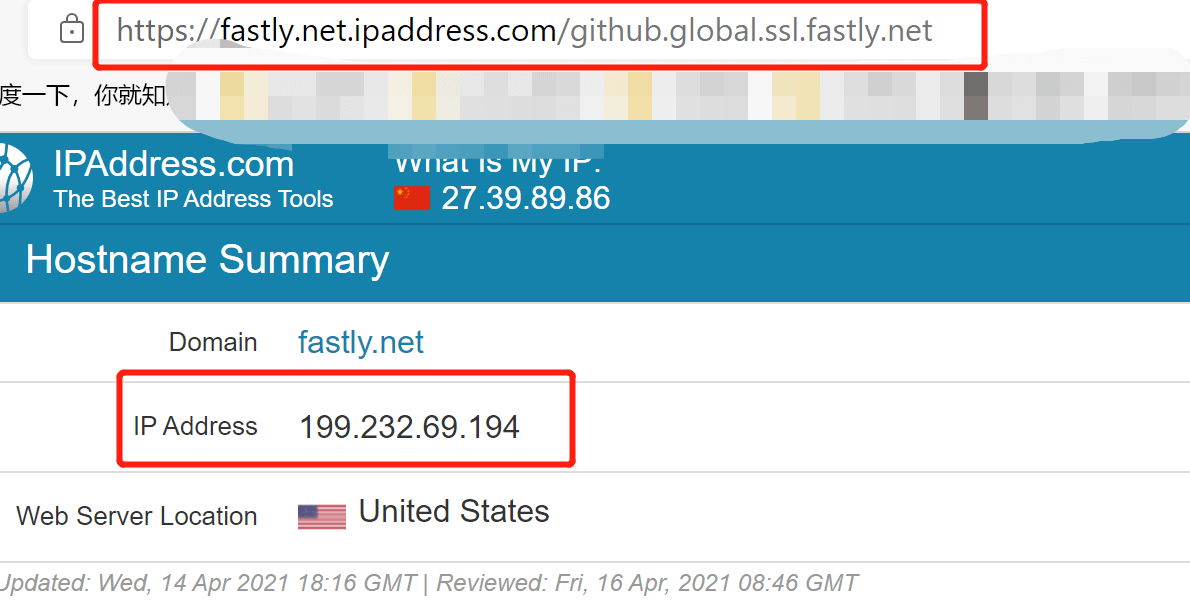 https://fastly.net.ipaddress.com/github.global.ssl.fastly.net
度一下，你就知
IPAddress.com
The Best IP Address Tools
What Is My IP:
27.39.89.86
Hostname Summary
Domain fastly.net
IP Address 199.232.69.194
Web Server Location United States
Updated: Wed, 14 Apr 2021 18:16 GMT | Reviewed: Fri, 16 Apr, 2021 08:46 GMT